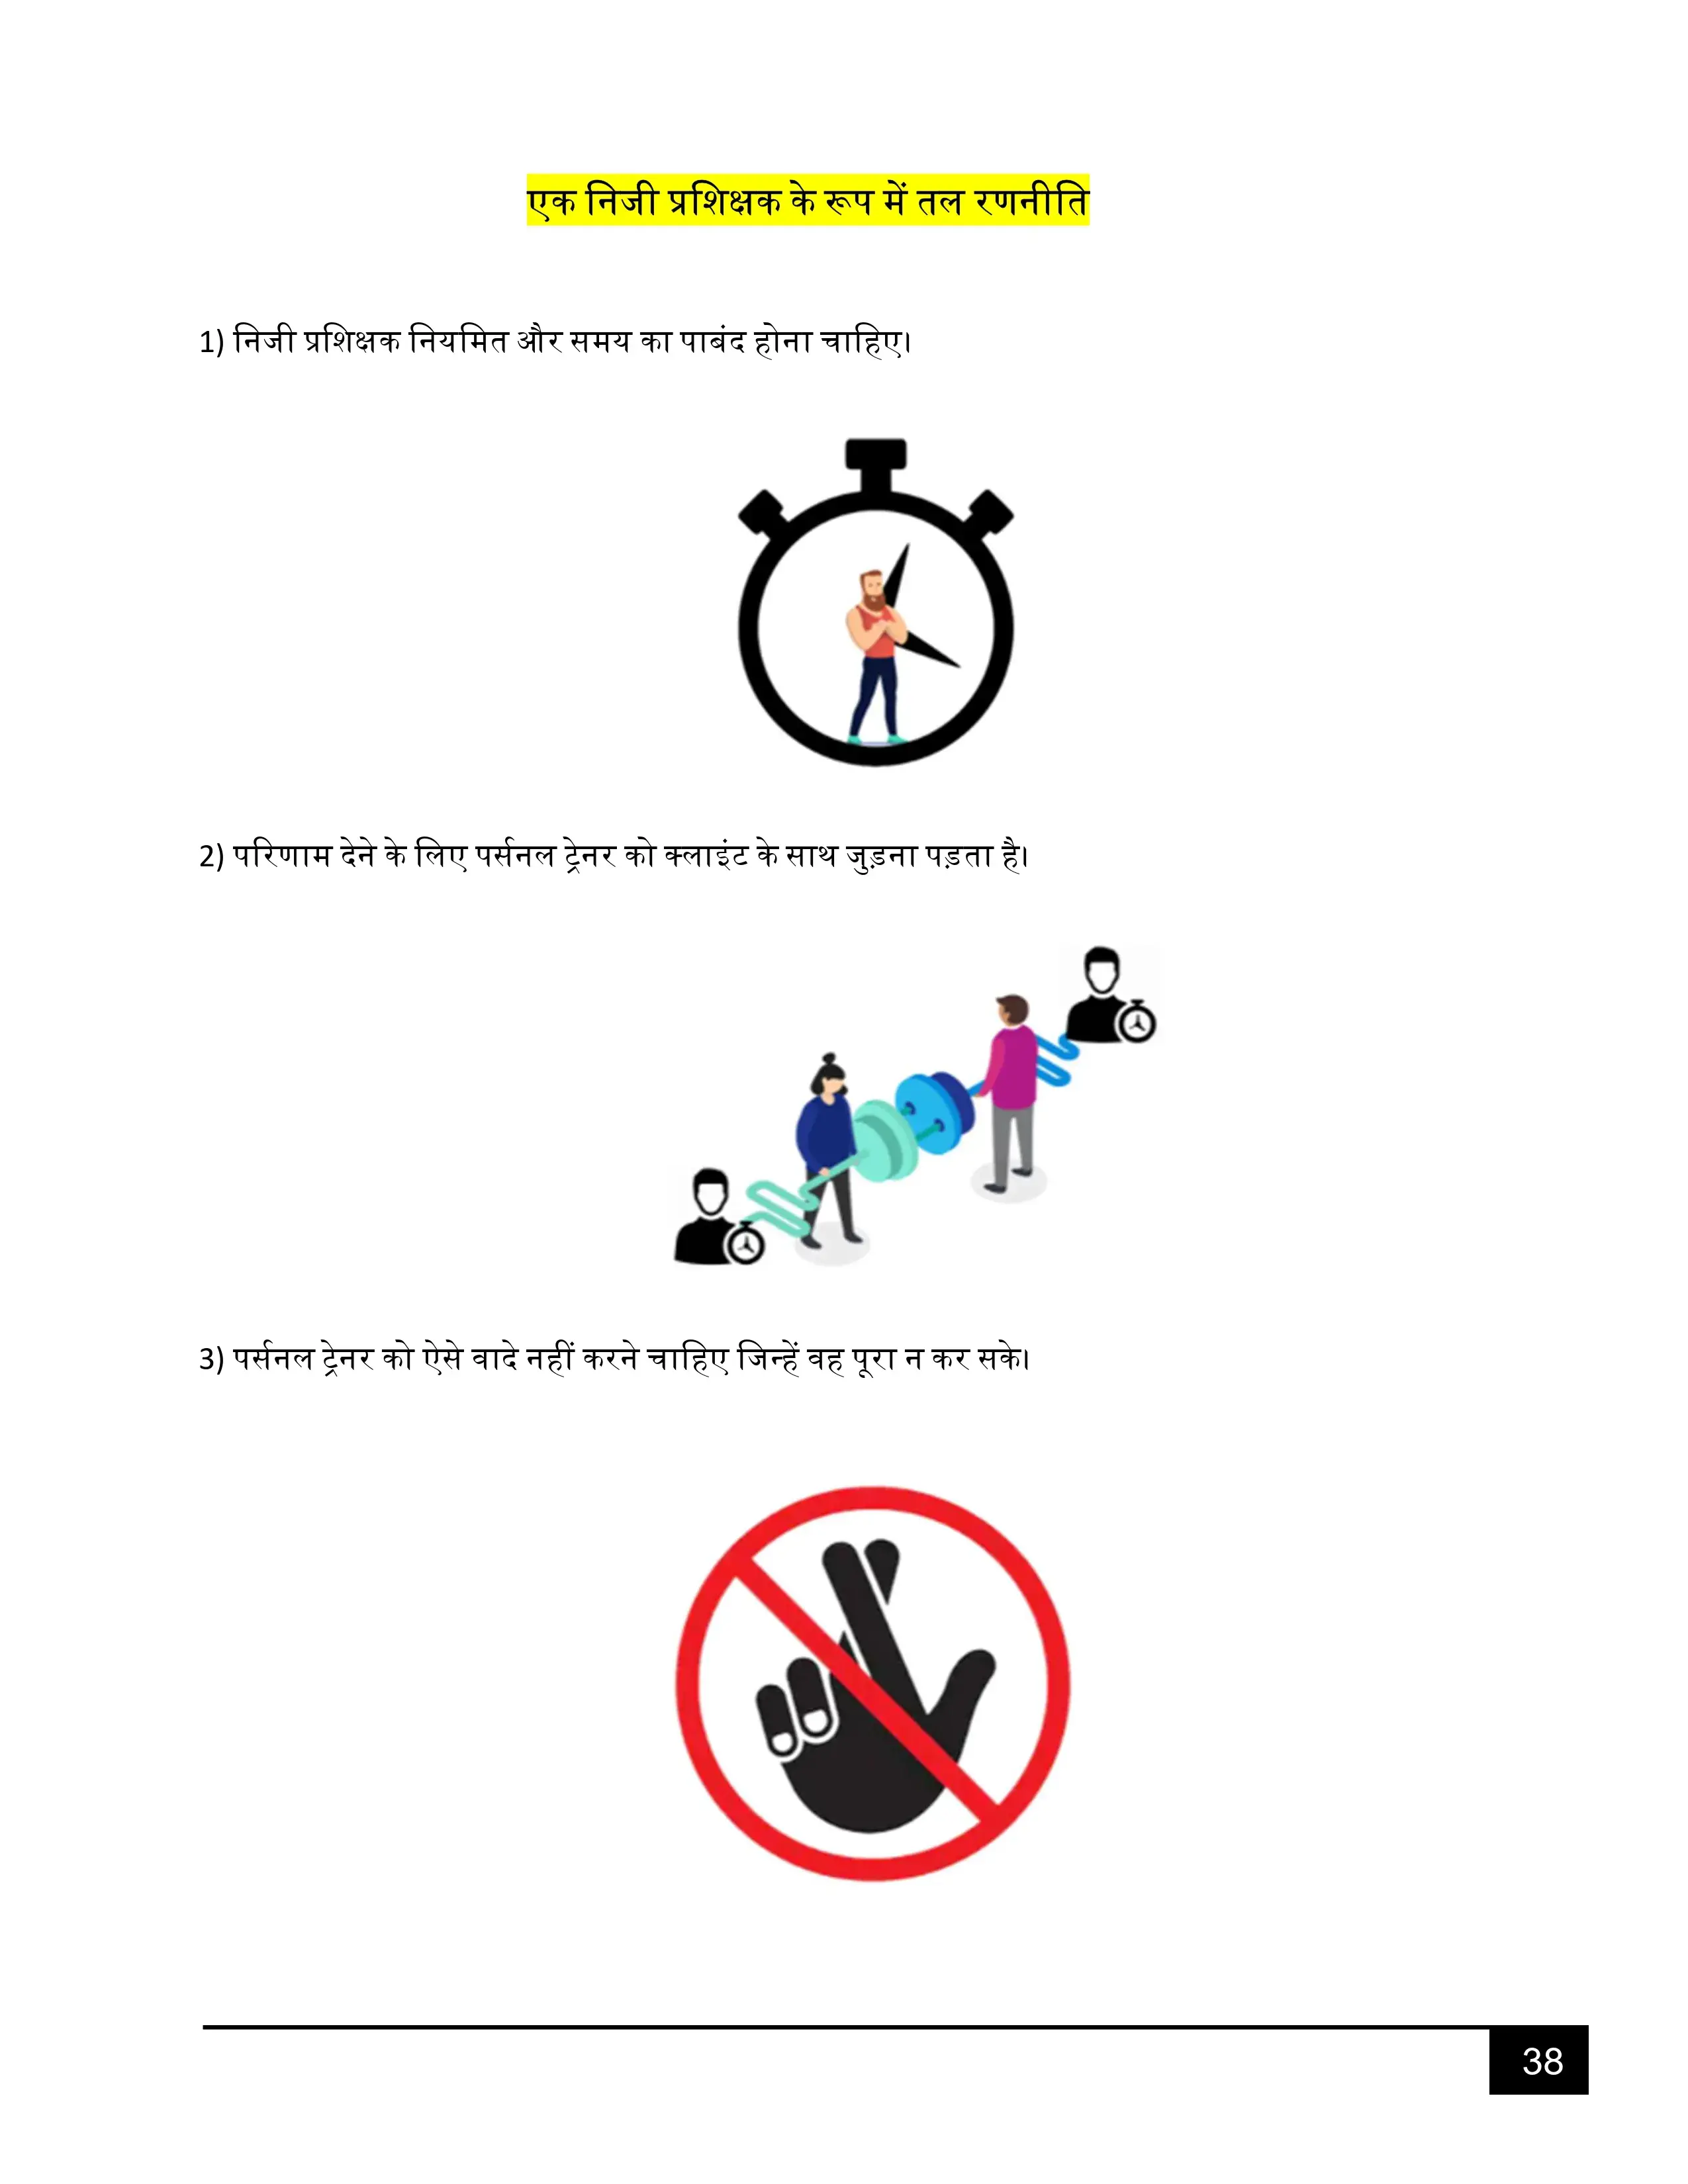 एक निजी प्रशिक्षक के रूप में तल रणनीति
1) निजी प्रशिक्षक नियमित और समय का पाबंद होना चाहिए।
2) परिणाम देने के लिए पर्सनल ट्रेनर को क्लाइंट के साथ जुड़ना पड़ता है।
3) पर्सनल ट्रेनर को ऐसे वादे नहीं करने चाहिए जिन्हें वह पूरा न कर सके।
38